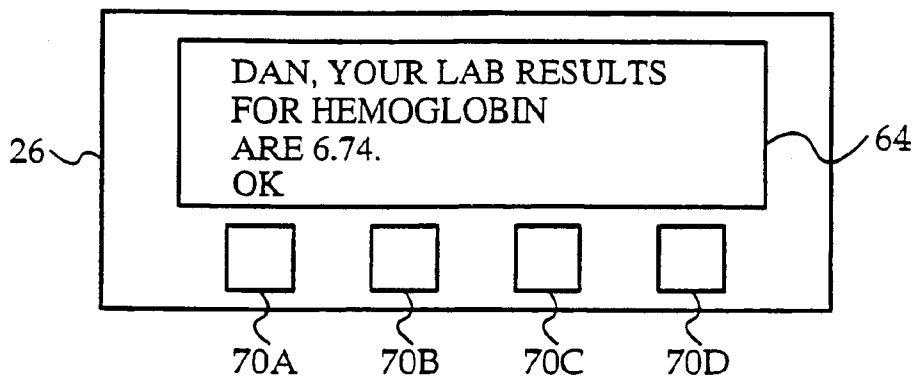 DAN, YOUR LAB RESULTS
FOR HEMOGLOBIN
ARE 6.74.
OK
26
64
70A 70B 70C 70D